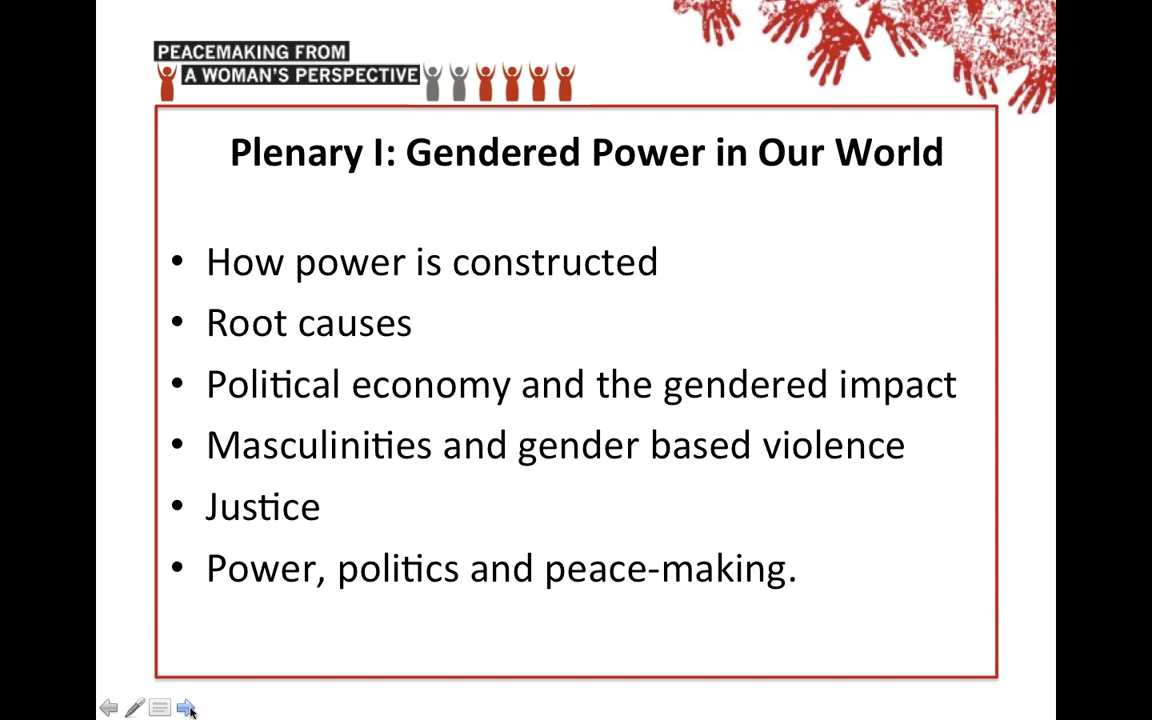 PEACEMAKING FROM
A WOMAN'S PERSPECTIVE
Plenary I: Gendered Power in Our World
• How power is constructed
• Root causes
• Political economy and the gendered impact
• Masculinities and gender based violence
• Justice
• Power, politics and peace-making.